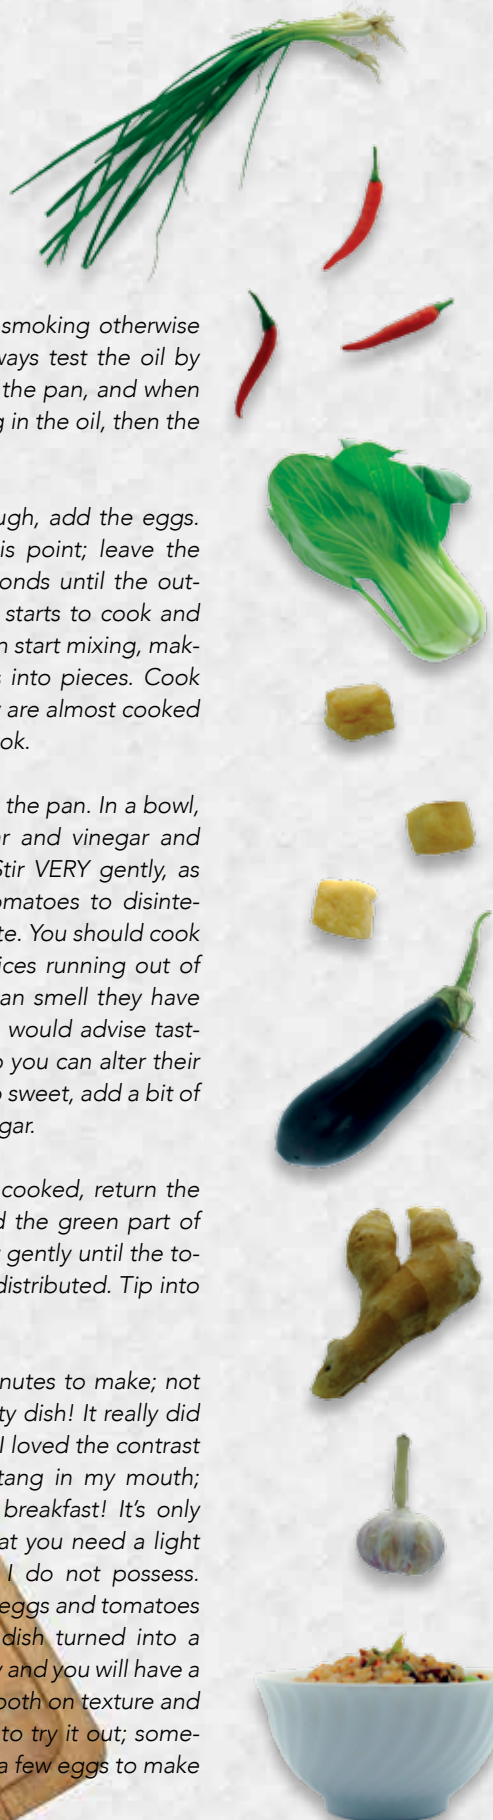 smoking otherwise
ways test the oil by
the pan, and when
g in the oil, then the
ugh, add the eggs.
is point; leave the
onds until the out-
starts to cook and
n start mixing, mak-
s into pieces. Cook
y are almost cooked
ok.
the pan. In a bowl,
ar and vinegar and
Stir VERY gently, as
omatoes to disinte-
te. You should cook
ices running out of
an smell they have
would advise tast-
o you can alter their
o sweet, add a bit of
gar.
cooked, return the
d the green part of
gently until the to-
distributed. Tip into
nutes to make; not
ty dish! It really did
I loved the contrast
tang in my mouth;
breakfast! It's only
at you need a light
I do not possess.
eggs and tomatoes
dish turned into a
y and you will have a
both on texture and
to try it out; some-
a few eggs to make